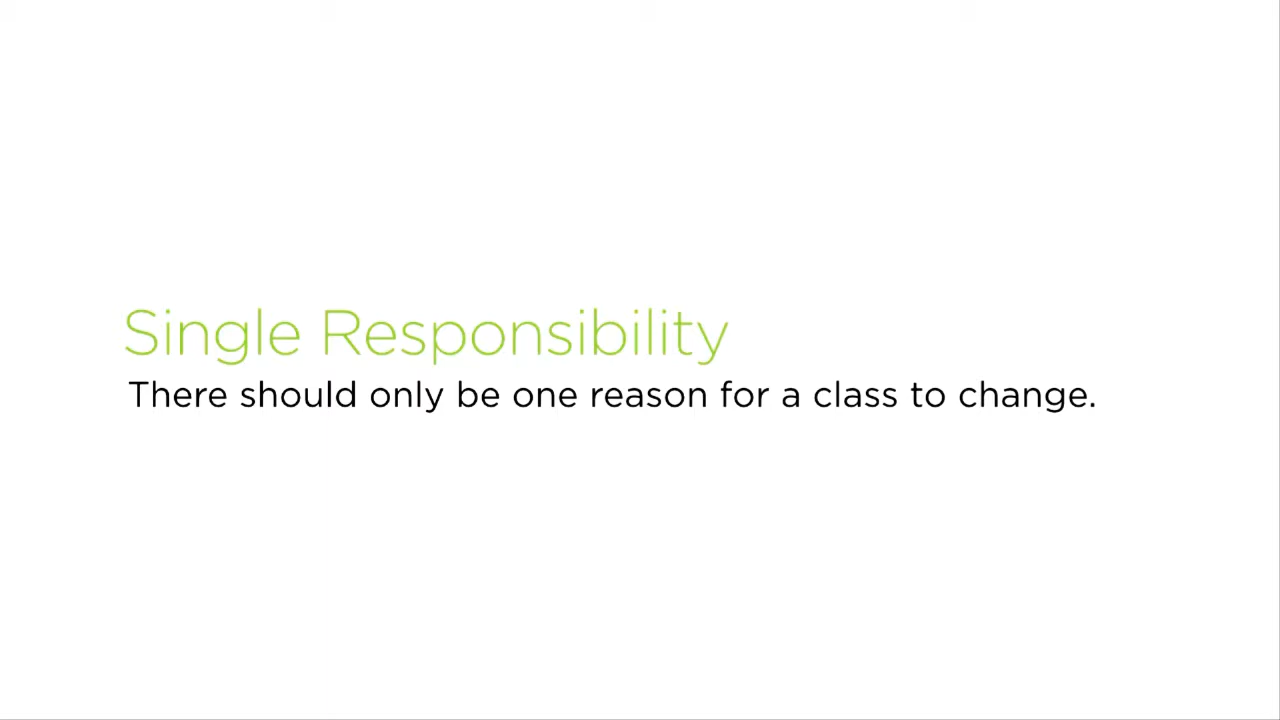 Single Responsibility
There should only be one reason for a class to change.